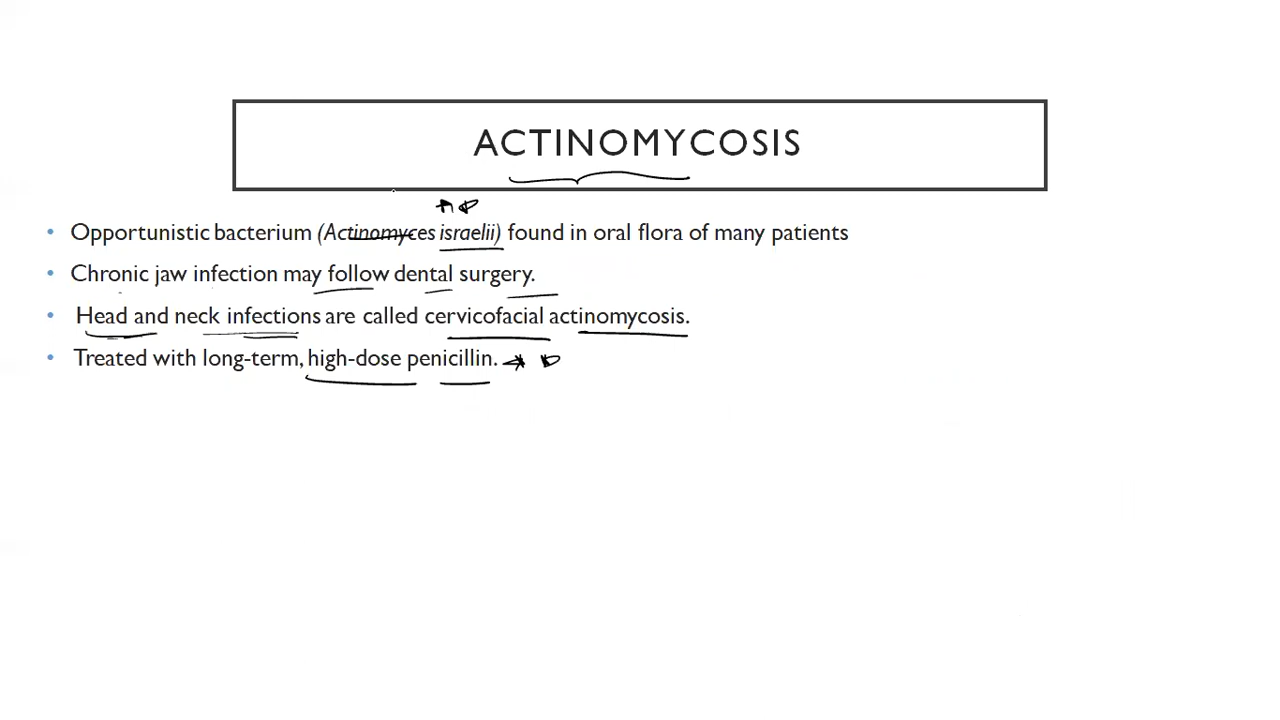 ACTINOMYCOSIS
• Opportunistic bacterium (Actinomyces israelii) found in oral flora of many patients
• Chronic jaw infection may follow dental surgery.
• Head and neck infections are called cervicofacial actinomycosis.
• Treated with long-term, high-dose penicillin.